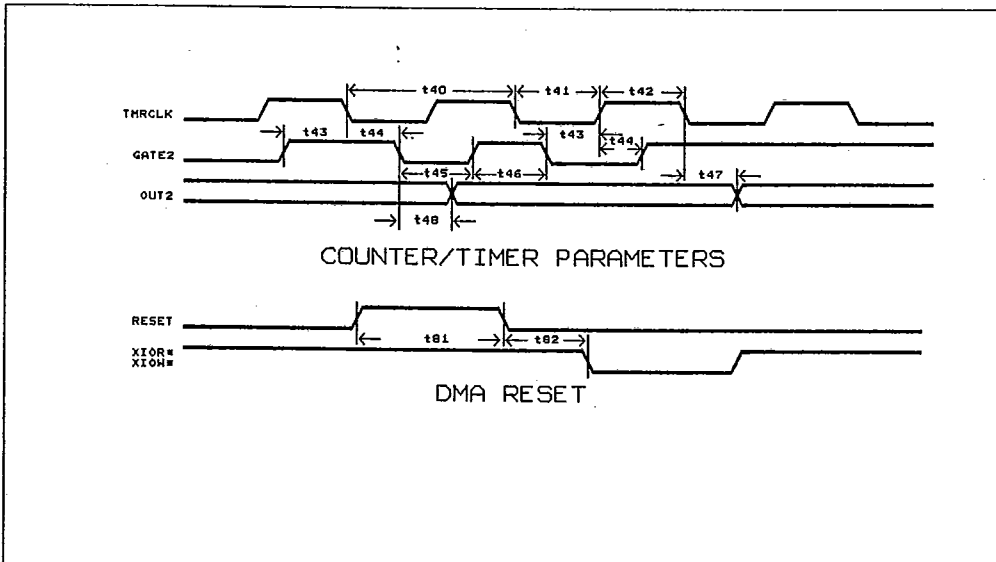 t40 t41 t42
TMRCLK
t43 t44 t43
t44
GATE2
t45 t46 t47
OUT2
t48
COUNTER/TIMER PARAMETERS
RESET
t81 t82
XIOR*
XIOW*
DMA RESET